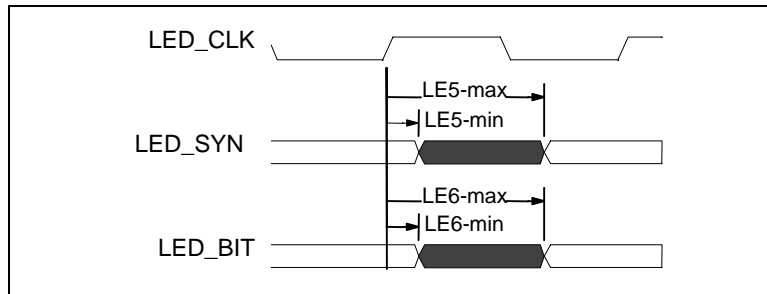 LED_CLK
LE5-max
LE5-min
LED_SYN
LE6-max
LE6-min
LED_BIT